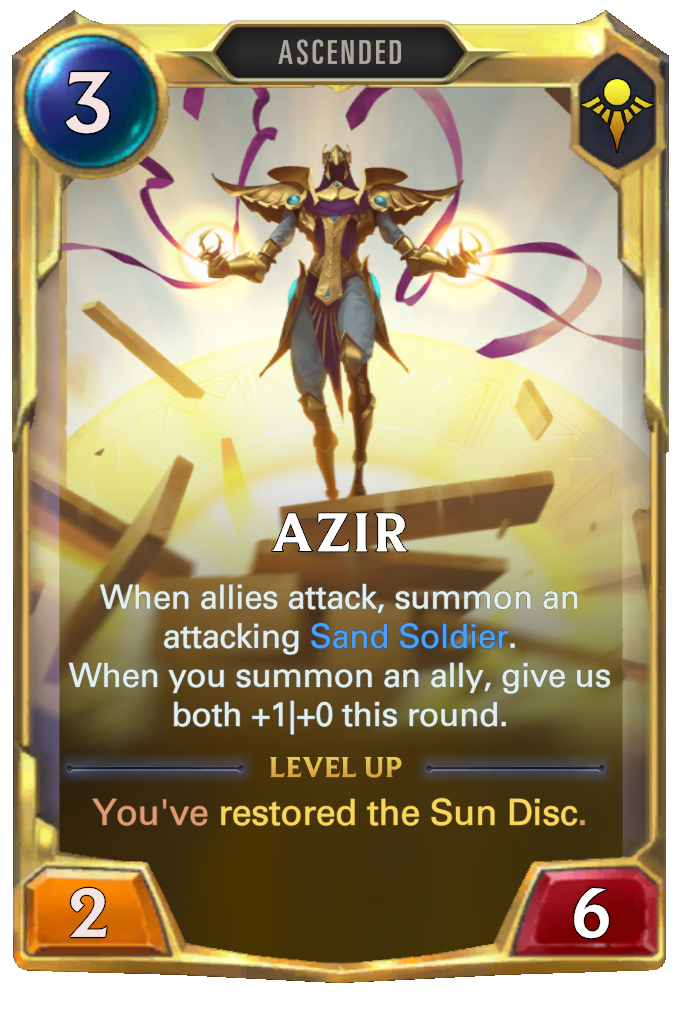 ASCENDED
3
AZIR
When allies attack, summon an
attacking Sand Soldier.
When you summon an ally, give us
both +1|+0 this round.
LEVEL UP
You've restored the Sun Disc.
2
6